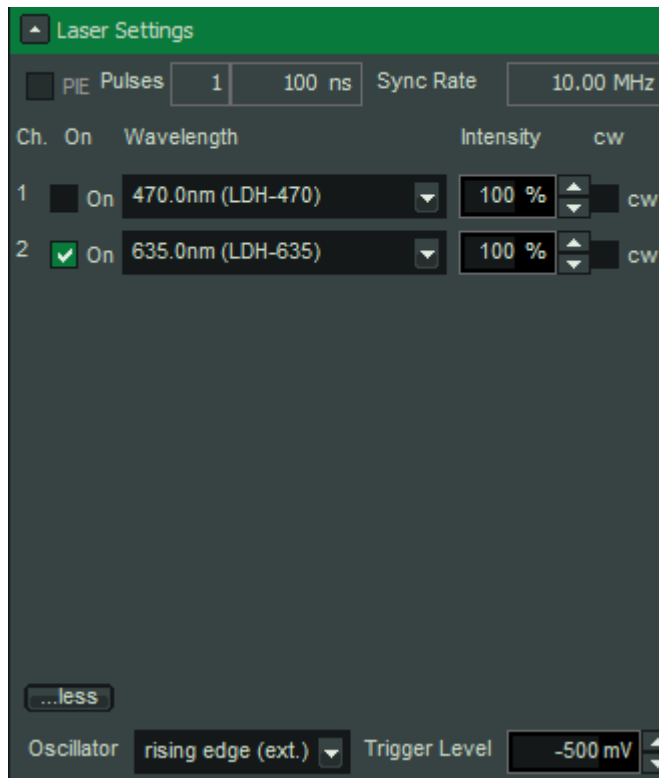 Laser Settings
PIE Pulses 1 100 ns Sync Rate 10.00 MHz
Ch. On Wavelength Intensity cw
1 On 470.0nm (LDH-470) 100 % cw
2 On 635.0nm (LDH-635) 100 % cw
...less
Oscillator rising edge (ext.) Trigger Level -500 mV